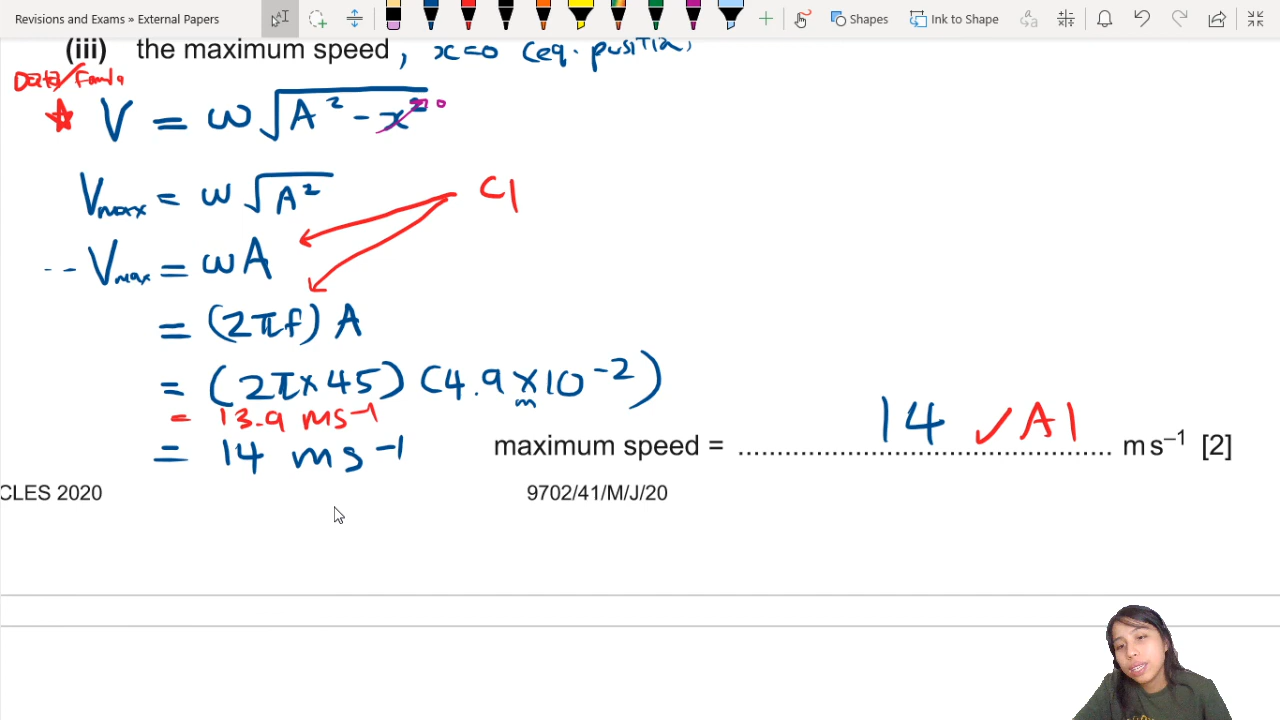 Revisions and Exams » External Papers Shapes Ink to Shape
(iii) the maximum speed, x=0 (eq. position)
Data/Formula
V = ω√A² - x² 0
Vmax = ω√A² C1
∴ Vmax = ωA
= (2πf) A
= (2π×45) (4.9×10⁻²)
m
= 13.9 ms⁻¹
= 14 ms⁻¹ maximum speed = .......... 14 ✓A1 .......... m s⁻¹ [2]
CLES 2020 9702/41/M/J/20